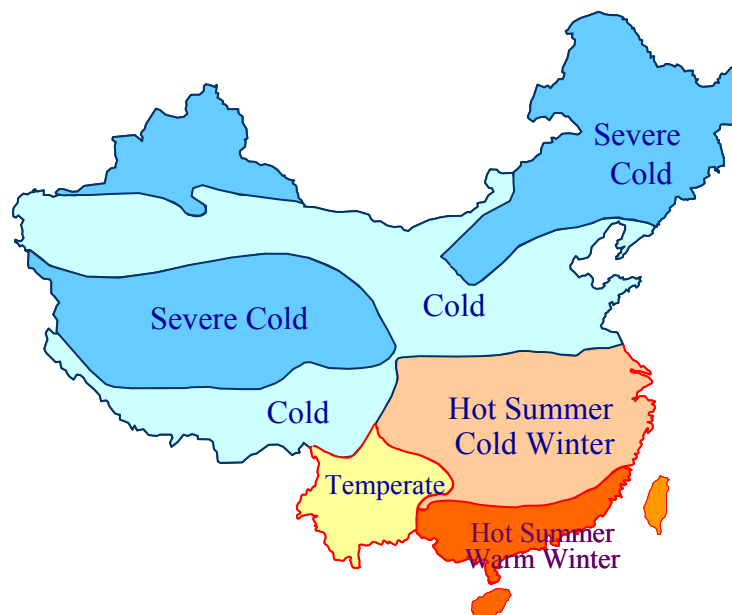 Severe
Cold
Severe Cold
Cold
Cold
Hot Summer
Cold Winter
Temperate
Hot Summer
Warm Winter